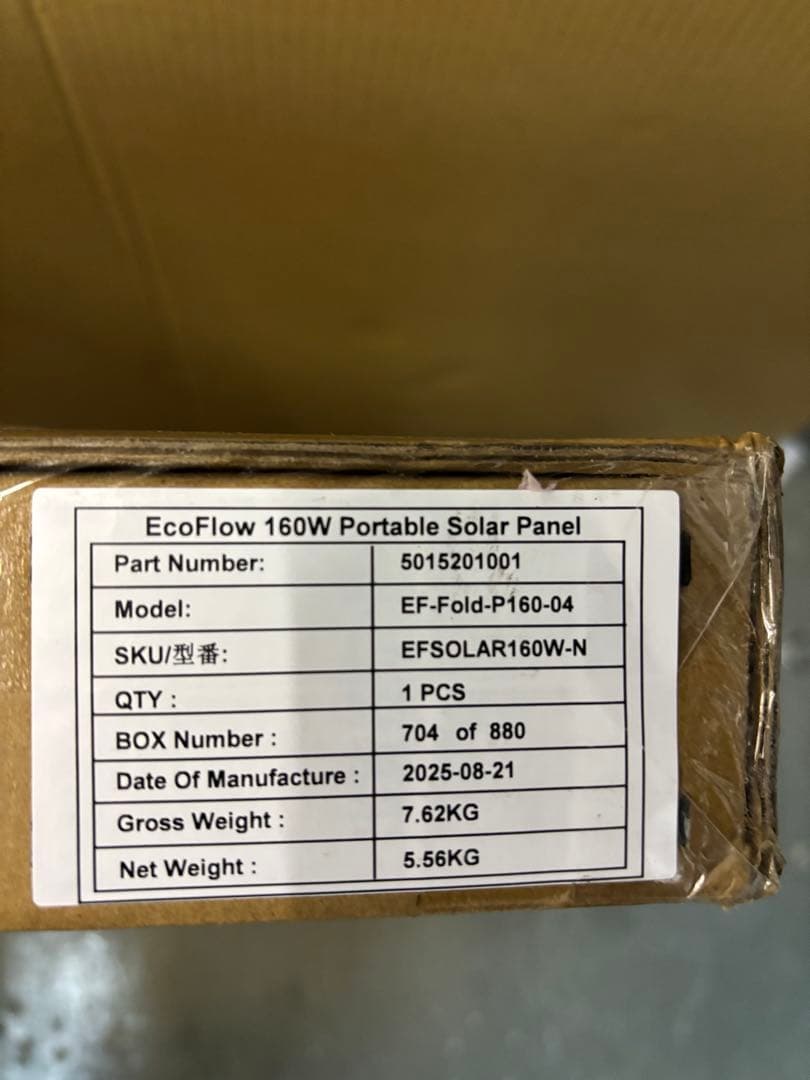 EcoFlow 160W Portable Solar Panel
Part Number: 5015201001
Model: EF-Fold-P160-04
SKU/型番: EFSOLAR160W-N
QTY : 1 PCS
BOX Number : 704 of 880
Date Of Manufacture : 2025-08-21
Gross Weight : 7.62KG
Net Weight : 5.56KG